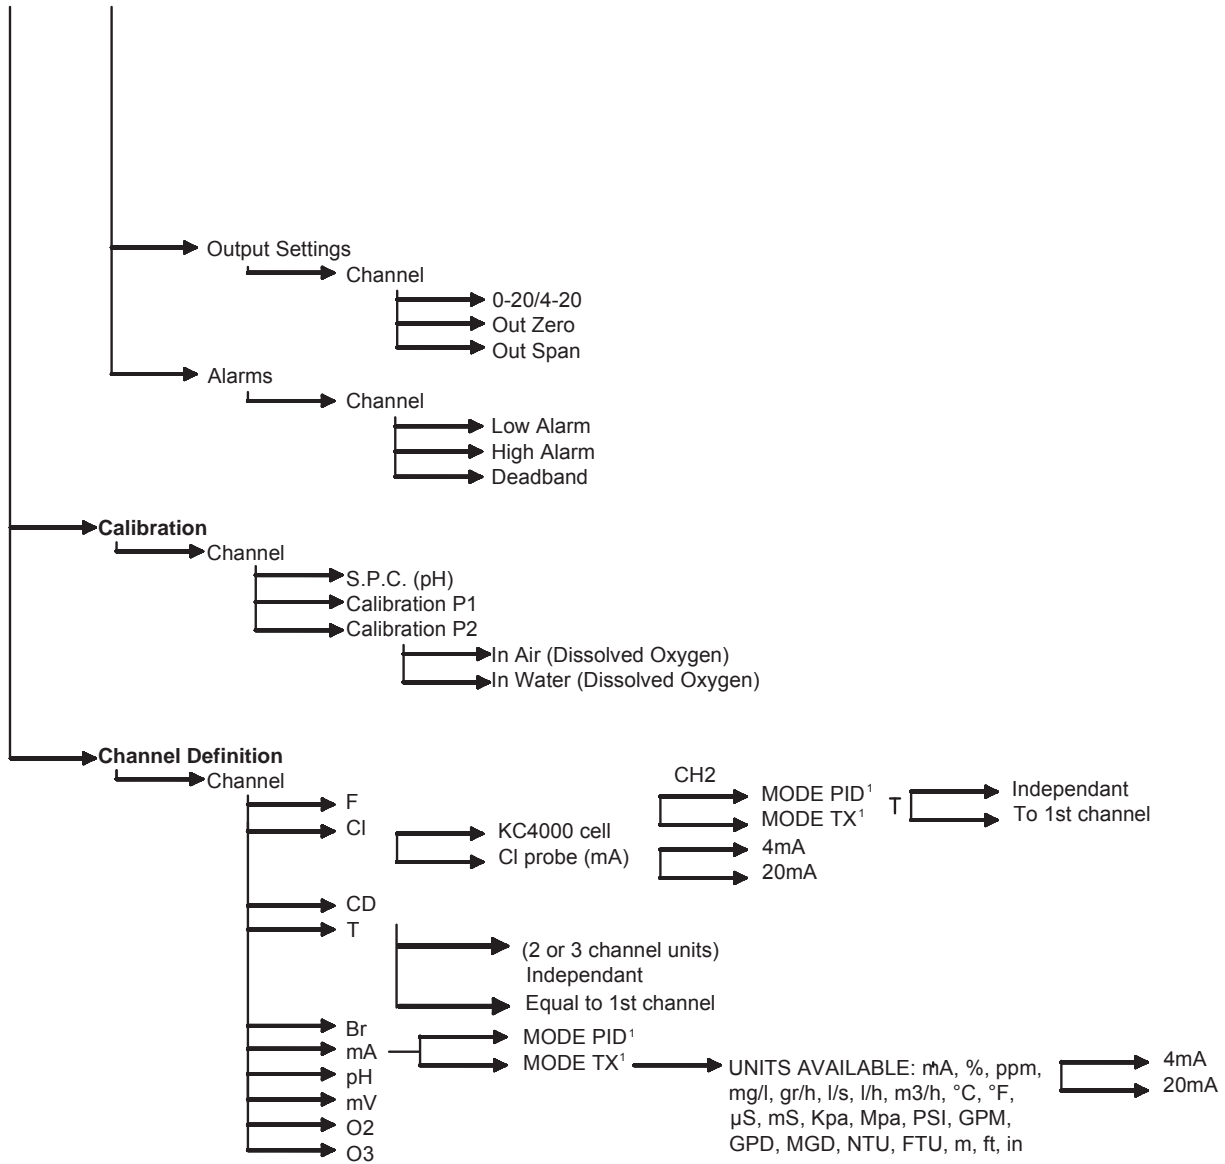 Output Settings
Channel
0-20/4-20
Out Zero
Out Span
Alarms
Channel
Low Alarm
High Alarm
Deadband
Calibration
Channel
S.P.C. (pH)
Calibration P1
Calibration P2
In Air (Dissolved Oxygen)
In Water (Dissolved Oxygen)
Channel Definition
Channel
F
Cl
KC4000 cell
Cl probe (mA)
CH2
MODE PID¹
MODE TX¹
T
Independant
To 1st channel
4mA
20mA
CD
T
(2 or 3 channel units)
Independant
Equal to 1st channel
Br
mA
MODE PID¹
MODE TX¹
UNITS AVAILABLE: mA, %, ppm,
mg/l, gr/h, l/s, l/h, m3/h, °C, °F,
µS, mS, Kpa, Mpa, PSI, GPM,
GPD, MGD, NTU, FTU, m, ft, in
4mA
20mA
pH
mV
O2
O3